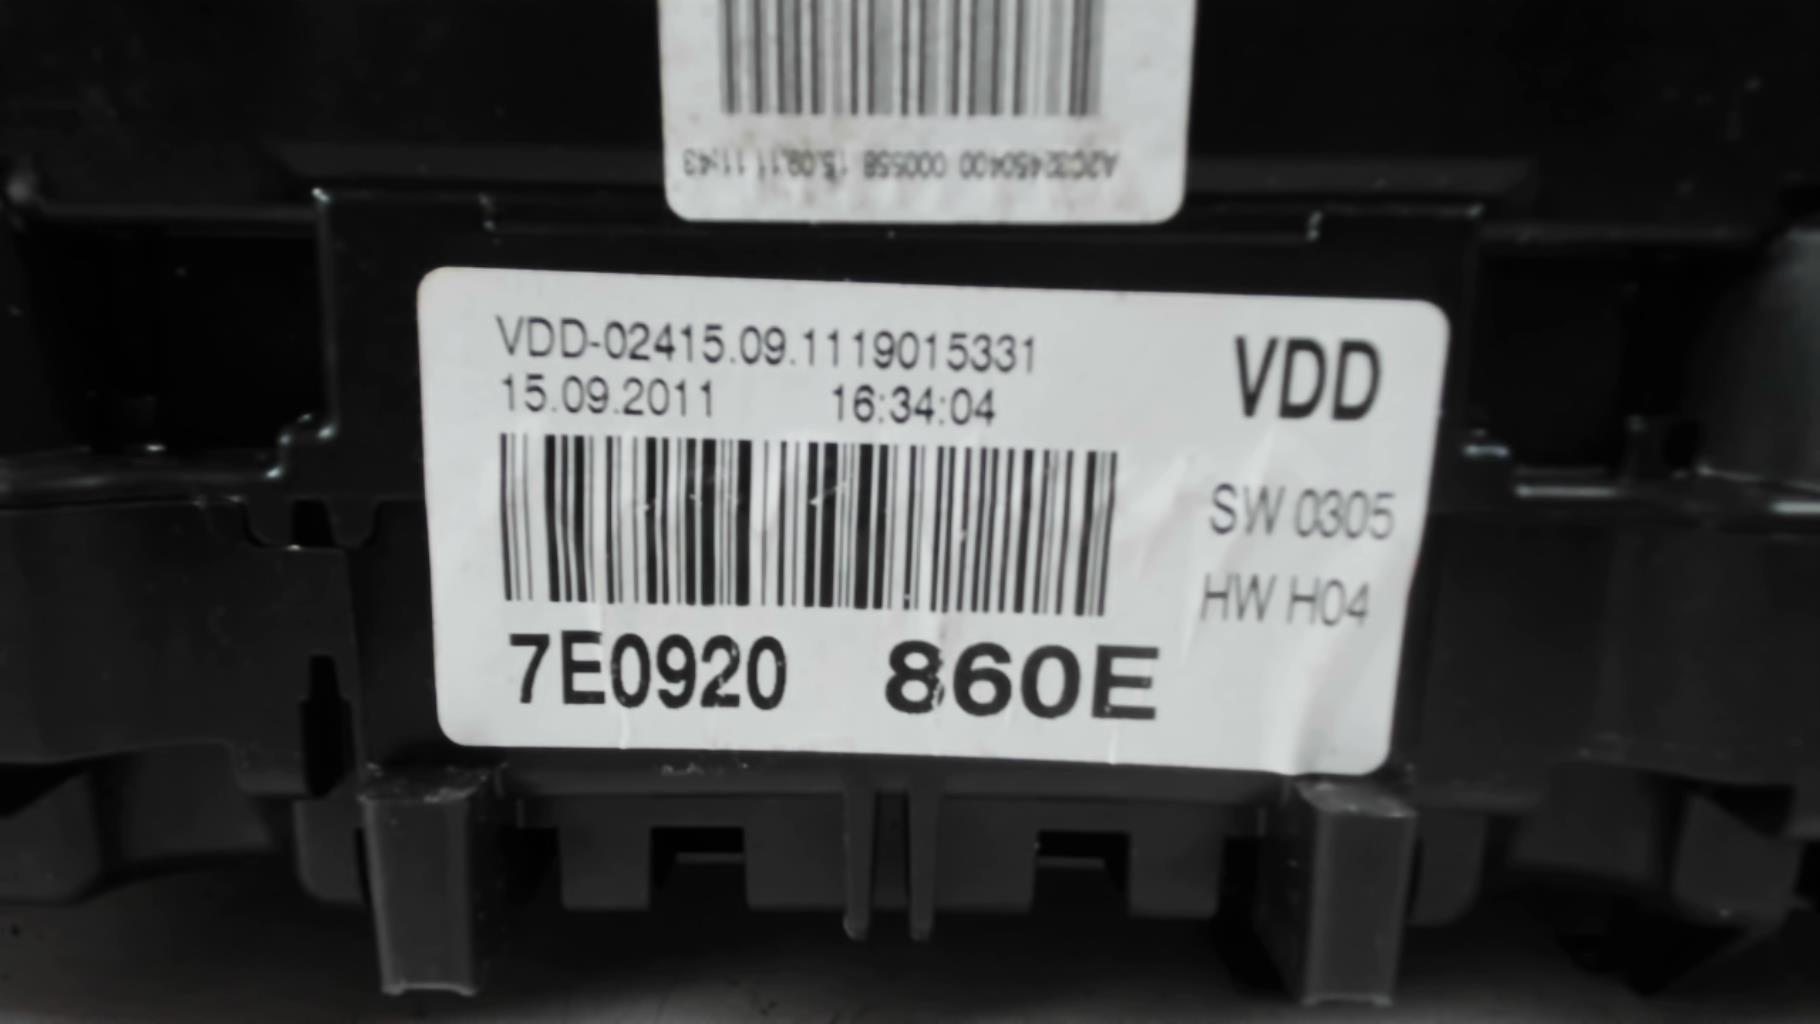 A2C32450400 000558 15.09.11 11:43
VDD-02415.09.1119015331
15.09.2011 16:34:04
VDD
SW 0305
HW H04
7E0920 860E